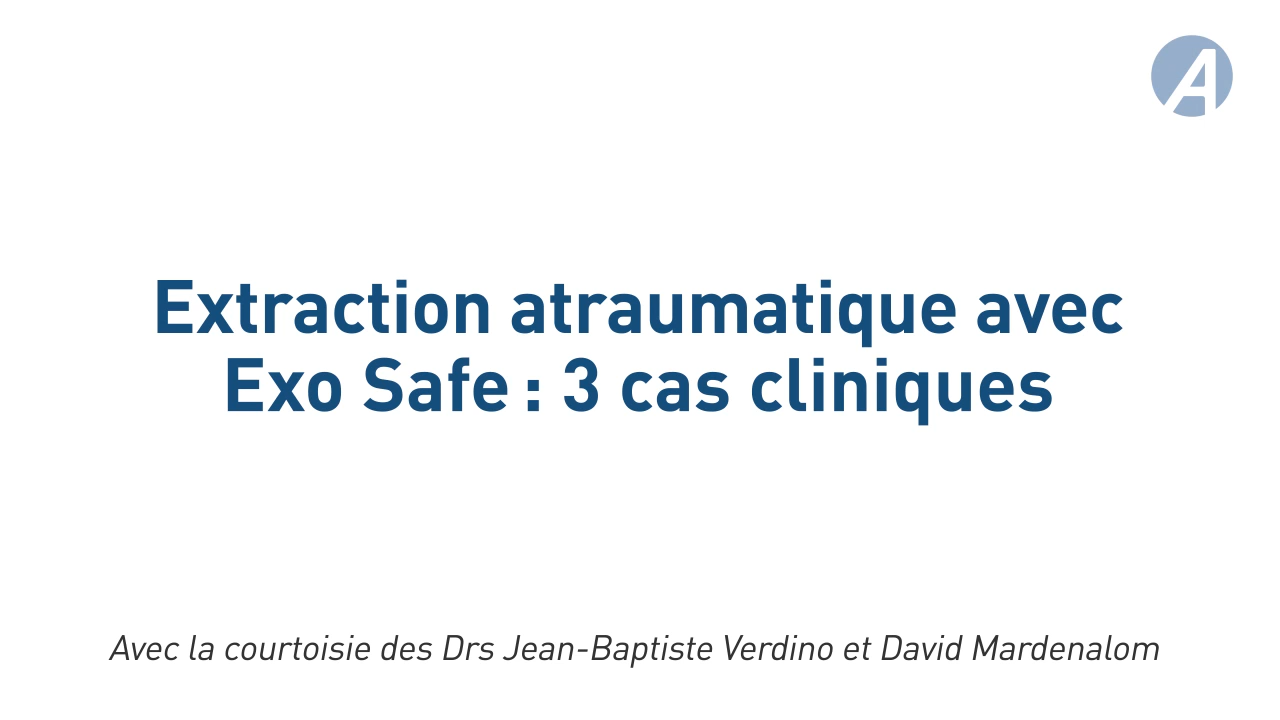 A
Extraction atraumatique avec
Exo Safe : 3 cas cliniques
Avec la courtoisie des Drs Jean-Baptiste Verdino et David Mardenalom